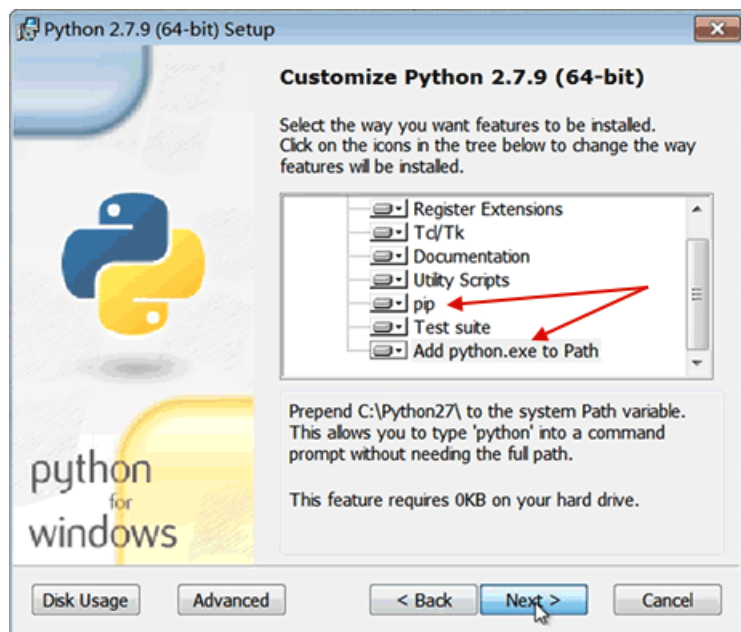 Python 2.7.9 (64-bit) Setup
Customize Python 2.7.9 (64-bit)
Select the way you want features to be installed.
Click on the icons in the tree below to change the way
features will be installed.
Register Extensions
Tcl/Tk
Documentation
Utility Scripts
pip
Test suite
Add python.exe to Path
Prepend C:\Python27\ to the system Path variable.
This allows you to type 'python' into a command
prompt without needing the full path.
This feature requires 0KB on your hard drive.
python
for
windows
Disk Usage
Advanced
< Back
Next >
Cancel